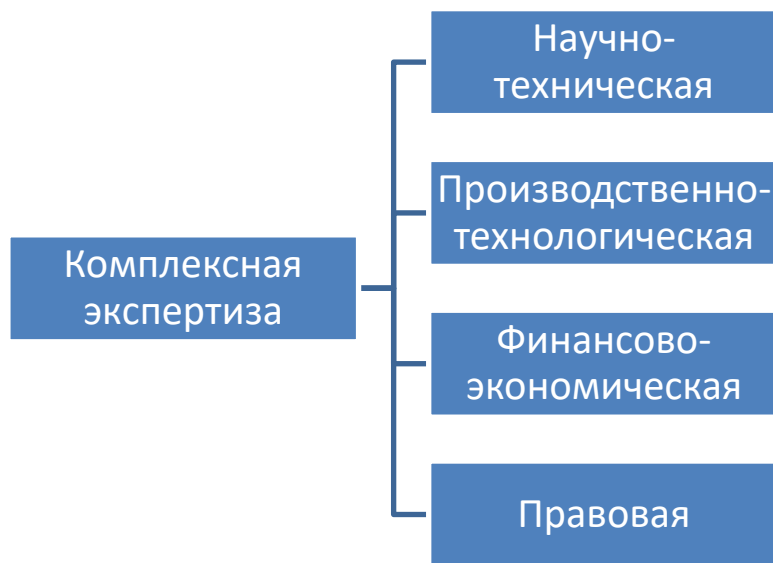 Научно-
техническая
Производственно-
технологическая
Комплексная
экспертиза
Финансово-
экономическая
Правовая